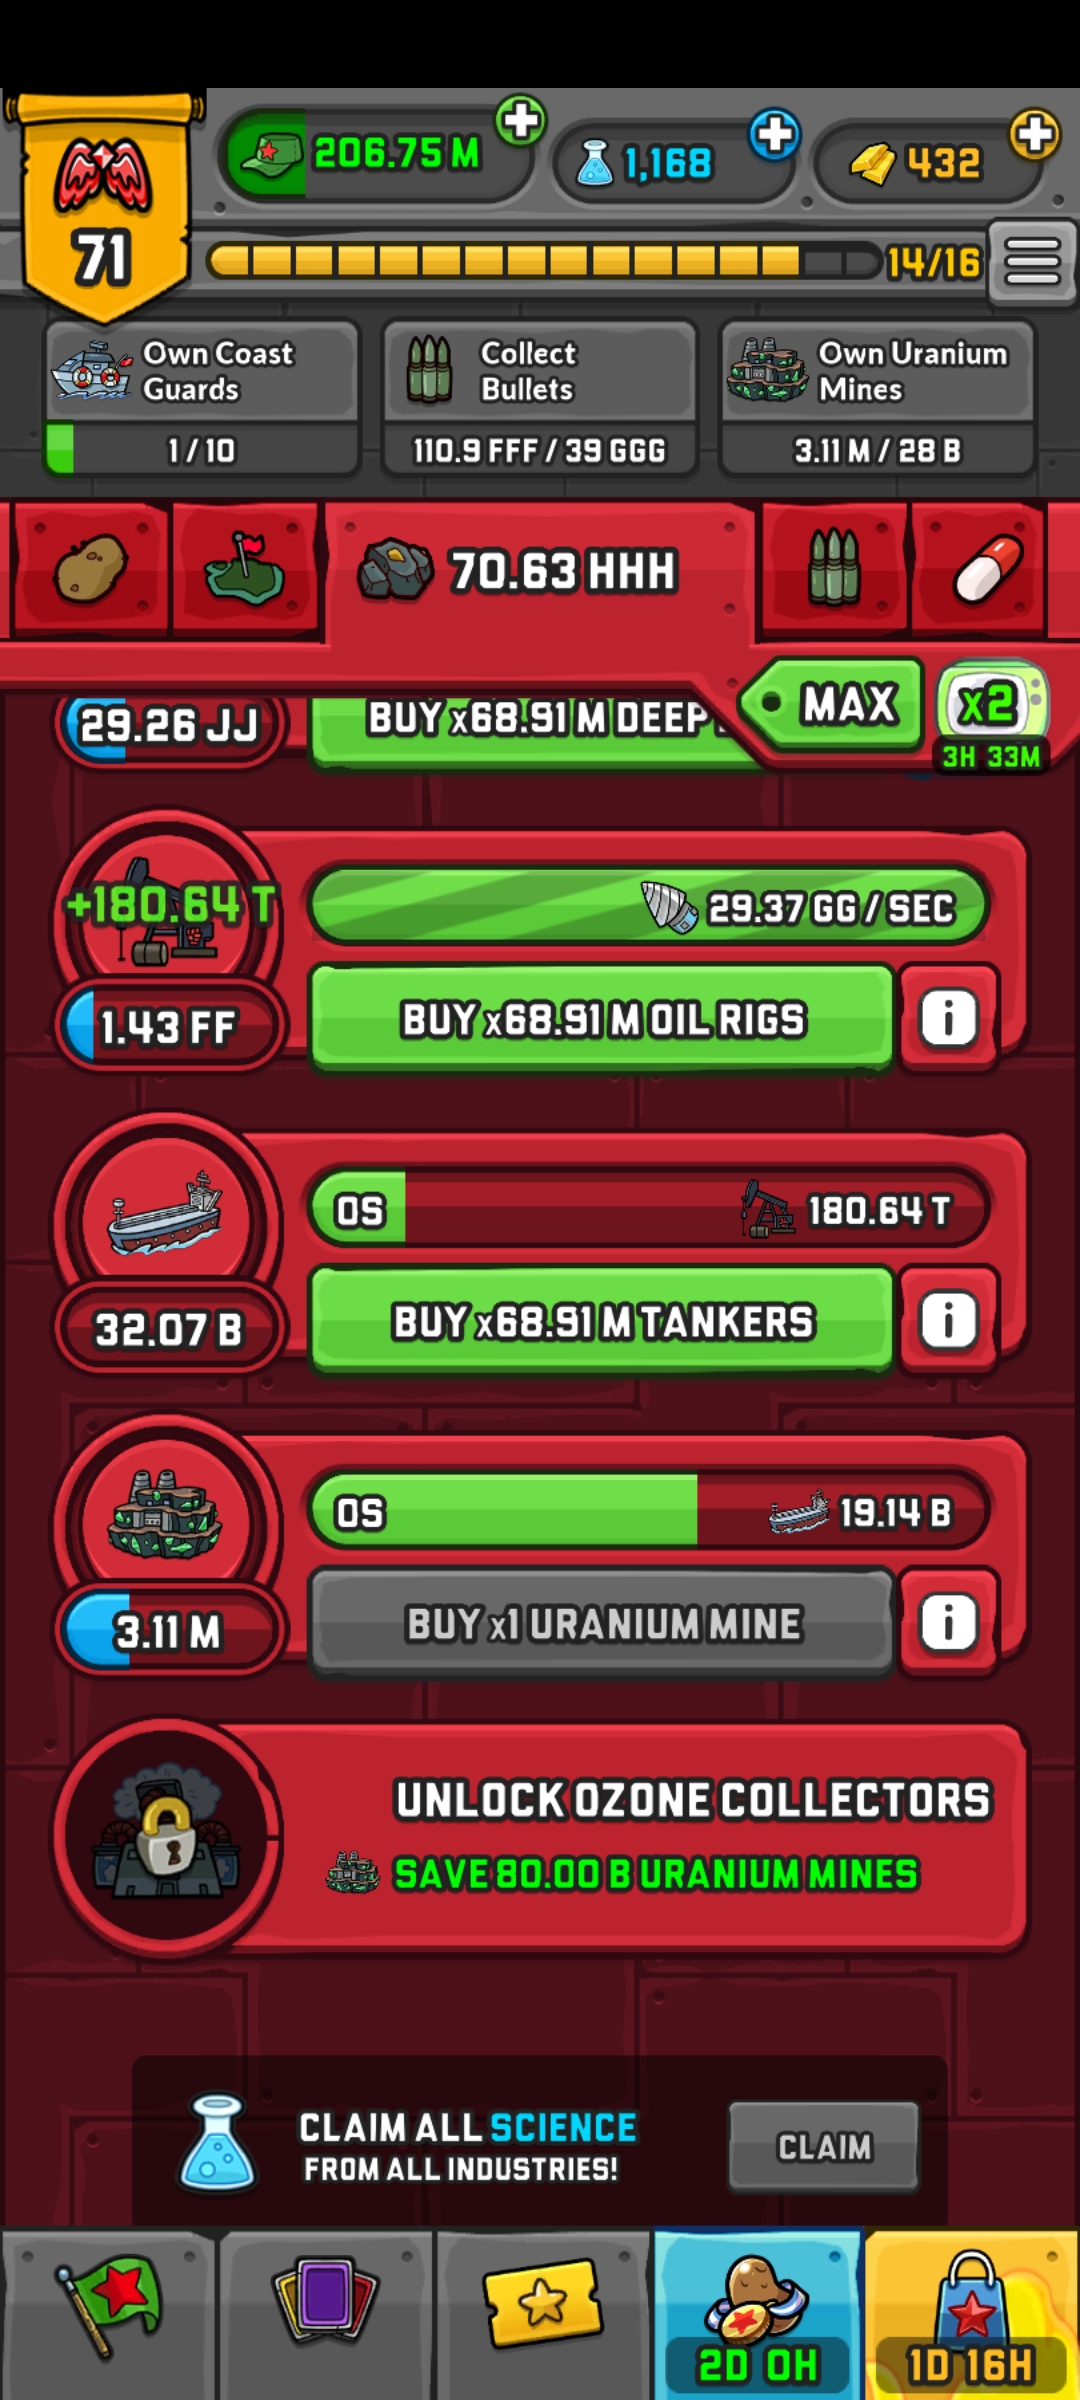 206.75 M
1,168
432
71
14/16
Own Coast
Guards
1 / 10
Collect
Bullets
110.9 FFF / 39 GGG
Own Uranium
Mines
3.11 M / 28 B
70.63 HHH
MAX
x2
3H 33M
29.26 JJ
BUY x68.91 M DEEP
+180.64 T
29.37 GG / SEC
1.43 FF
BUY x68.91 M OIL RIGS
0S
180.64 T
32.07 B
BUY x68.91 M TANKERS
0S
19.14 B
3.11 M
BUY x1 URANIUM MINE
UNLOCK OZONE COLLECTORS
SAVE 80.00 B URANIUM MINES
CLAIM ALL SCIENCE
FROM ALL INDUSTRIES!
CLAIM
2D 0H
1D 16H